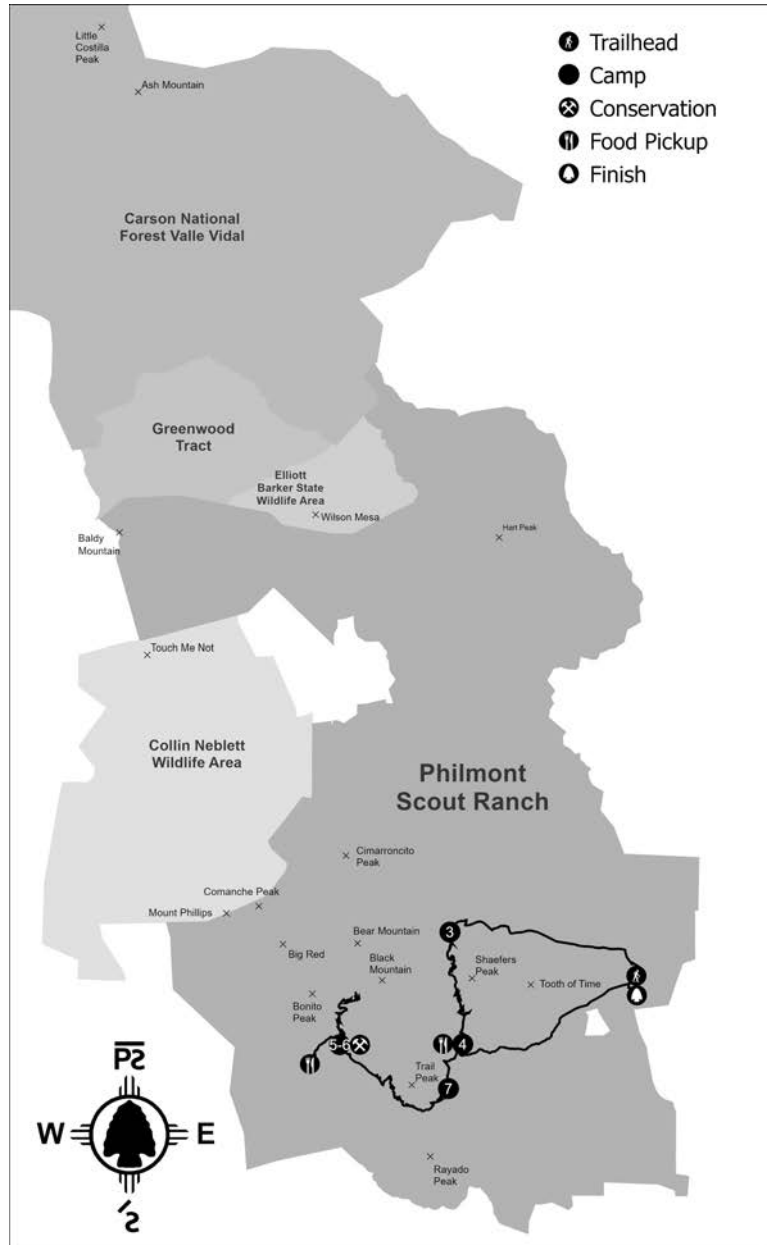 Little
Costilla
Peak
Ash Mountain
Trailhead
Camp
Conservation
Food Pickup
Finish
Carson National
Forest Valle Vidal
Greenwood
Tract
Elliott
Barker State
Wildlife Area
Wilson Mesa
Hart Peak
Baldy
Mountain
Touch Me Not
Collin Neblett
Wildlife Area
Philmont
Scout Ranch
Cimarroncito
Peak
Comanche Peak
Mount Phillips
Bear Mountain
Big Red
Black
Mountain
3
Shaefers
Peak
Tooth of Time
Bonito
Peak
5-6
4
Trail
Peak
7
Rayado
Peak
W
E